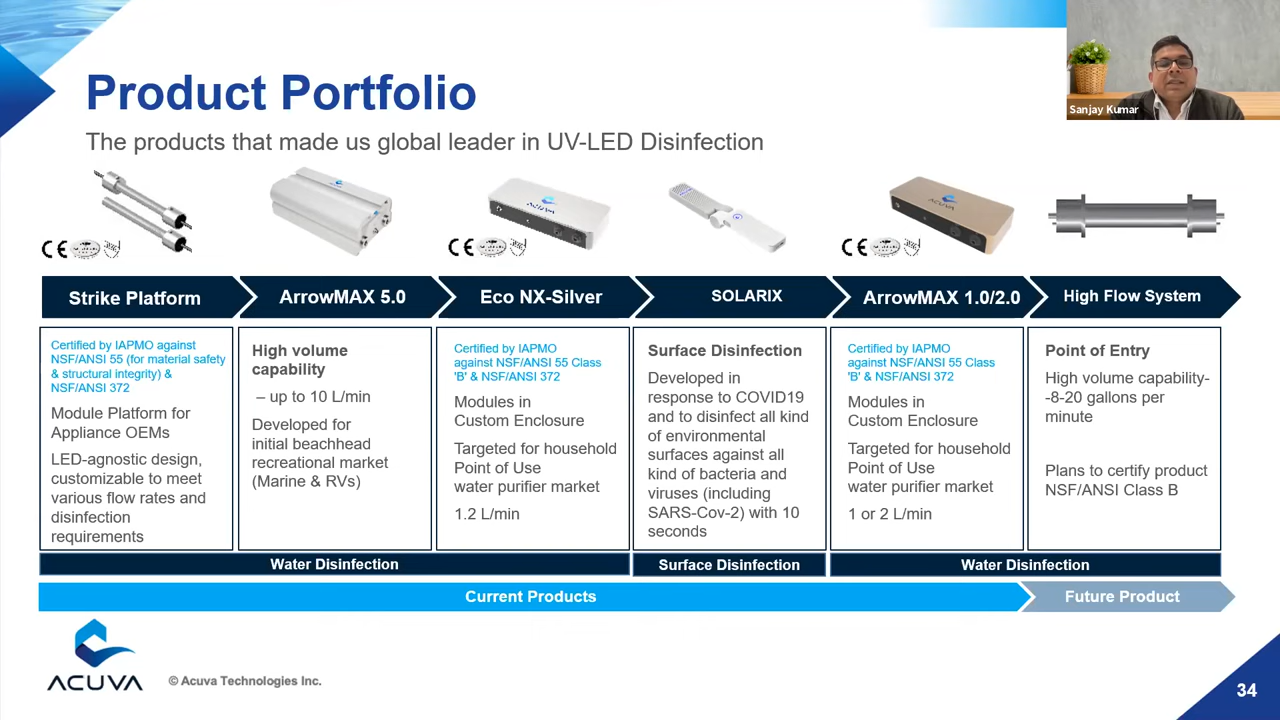 Product Portfolio
The products that made us global leader in UV-LED Disinfection
Sanjay Kumar
ACUVA
ACUVA
Strike Platform
ArrowMAX 5.0
Eco NX-Silver
SOLARIX
ArrowMAX 1.0/2.0
High Flow System
Certified by IAPMO against
NSF/ANSI 55 (for material safety
& structural integrity) &
NSF/ANSI 372
Module Platform for
Appliance OEMs
LED-agnostic design,
customizable to meet
various flow rates and
disinfection
requirements
High volume
capability
– up to 10 L/min
Developed for
initial beachhead
recreational market
(Marine & RVs)
Certified by IAPMO
against NSF/ANSI 55 Class
'B' & NSF/ANSI 372
Modules in
Custom Enclosure
Targeted for household
Point of Use
water purifier market
1.2 L/min
Surface Disinfection
Developed in
response to COVID19
and to disinfect all kind
of environmental
surfaces against all
kind of bacteria and
viruses (including
SARS-Cov-2) with 10
seconds
Certified by IAPMO
against NSF/ANSI 55 Class
'B' & NSF/ANSI 372
Modules in
Custom Enclosure
Targeted for household
Point of Use
water purifier market
1 or 2 L/min
Point of Entry
High volume capability-
-8-20 gallons per
minute
Plans to certify product
NSF/ANSI Class B
Water Disinfection
Surface Disinfection
Water Disinfection
Current Products
Future Product
ACUVA
© Acuva Technologies Inc.
34